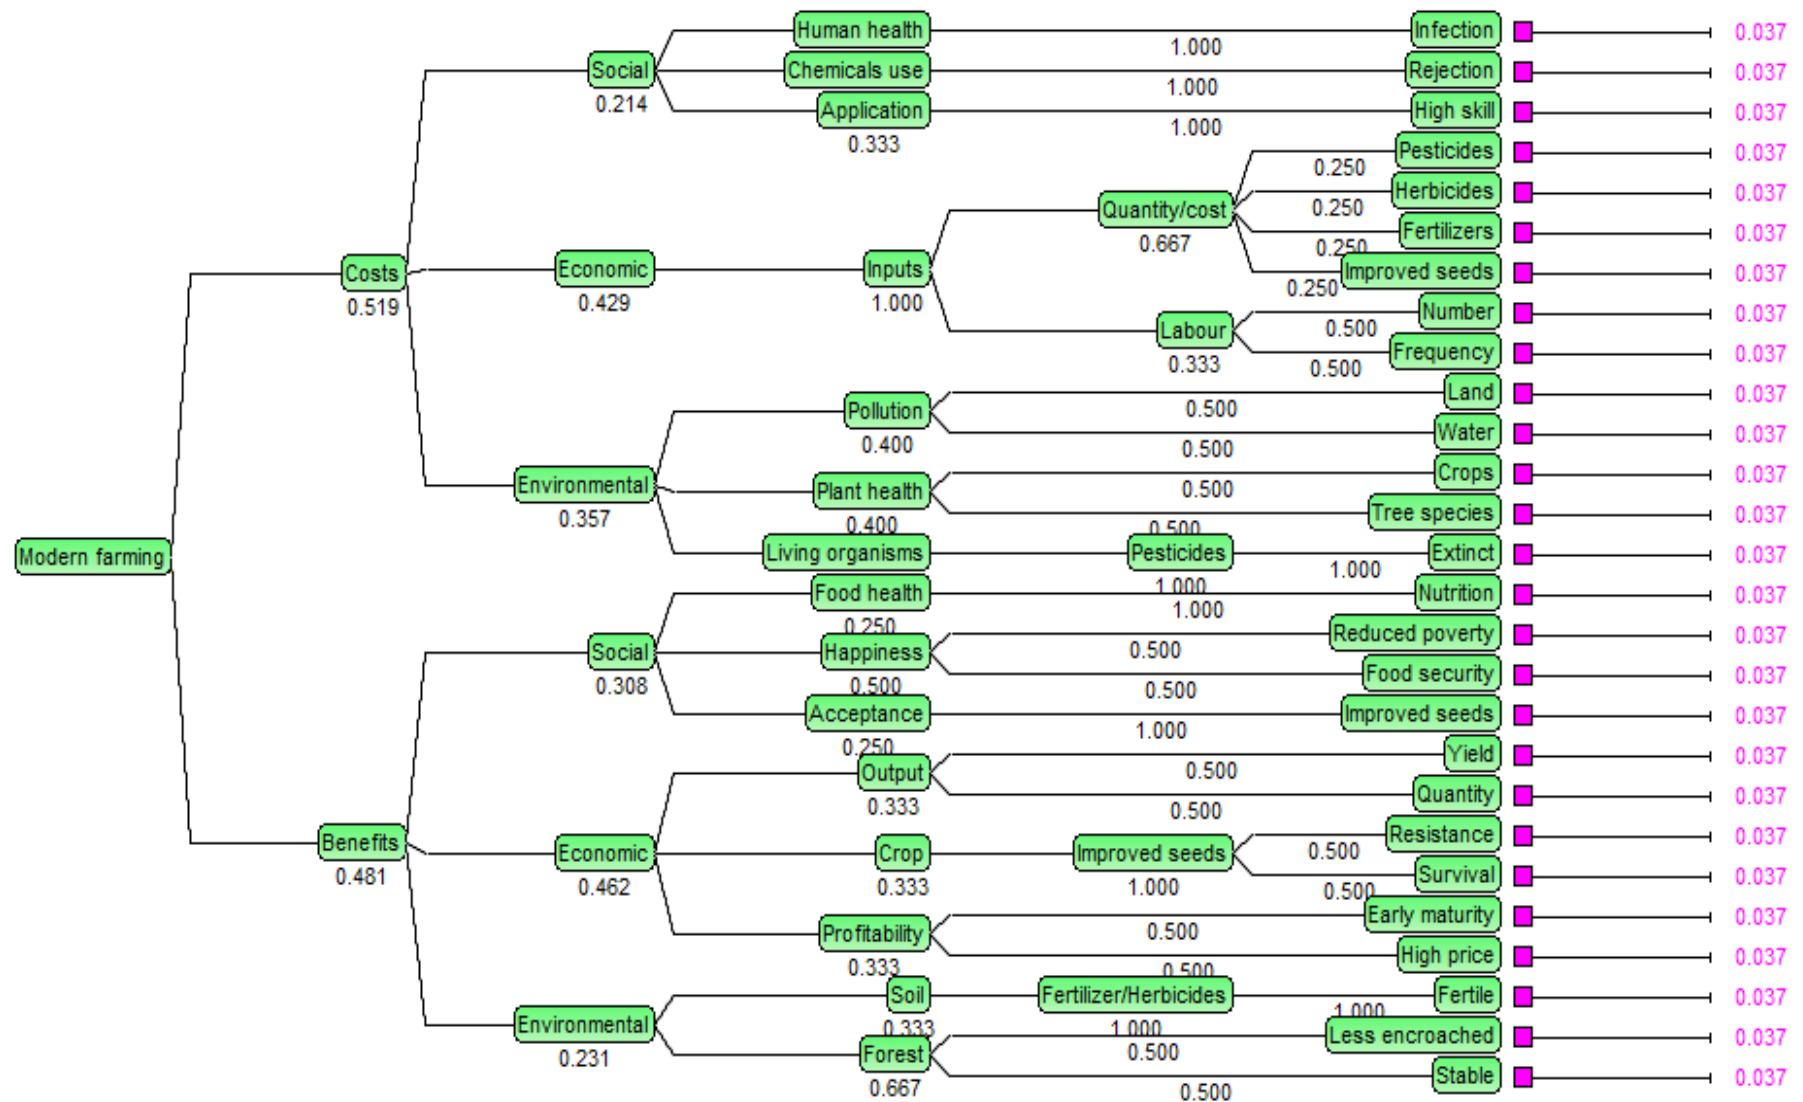 Human health Infection 0.037
1.000
Social Chemicals use Rejection 0.037
0.214 1.000
Application High skill 0.037
0.333 1.000
Pesticides 0.037
0.250
Herbicides 0.037
Quantity/cost 0.250
0.667 Fertilizers 0.037
0.250
Costs Economic Inputs Improved seeds 0.037
0.519 0.429 1.000 0.250
Number 0.037
Labour 0.500
0.333 Frequency 0.037
0.500
Land 0.037
Pollution 0.500
0.400 Water 0.037
0.500
Crops 0.037
Environmental Plant health 0.500
0.357 0.400 Tree species 0.037
0.500
Modern farming Living organisms Pesticides Extinct 0.037
1.000 1.000
Food health Nutrition 0.037
0.250 1.000
Social Happiness Reduced poverty 0.037
0.308 0.500 0.500
Food security 0.037
0.500
Acceptance Improved seeds 0.037
0.250 1.000
Output Yield 0.037
0.333 0.500
Quantity 0.037
0.500
Benefits Economic Crop Improved seeds Resistance 0.037
0.481 0.462 0.333 1.000 0.500
Survival 0.037
0.500
Profitability Early maturity 0.037
0.333 0.500
High price 0.037
0.500
Soil Fertilizer/Herbicides Fertile 0.037
0.333 1.000 1.000
Environmental Forest Less encroached 0.037
0.231 0.667 0.500
Stable 0.037
0.500